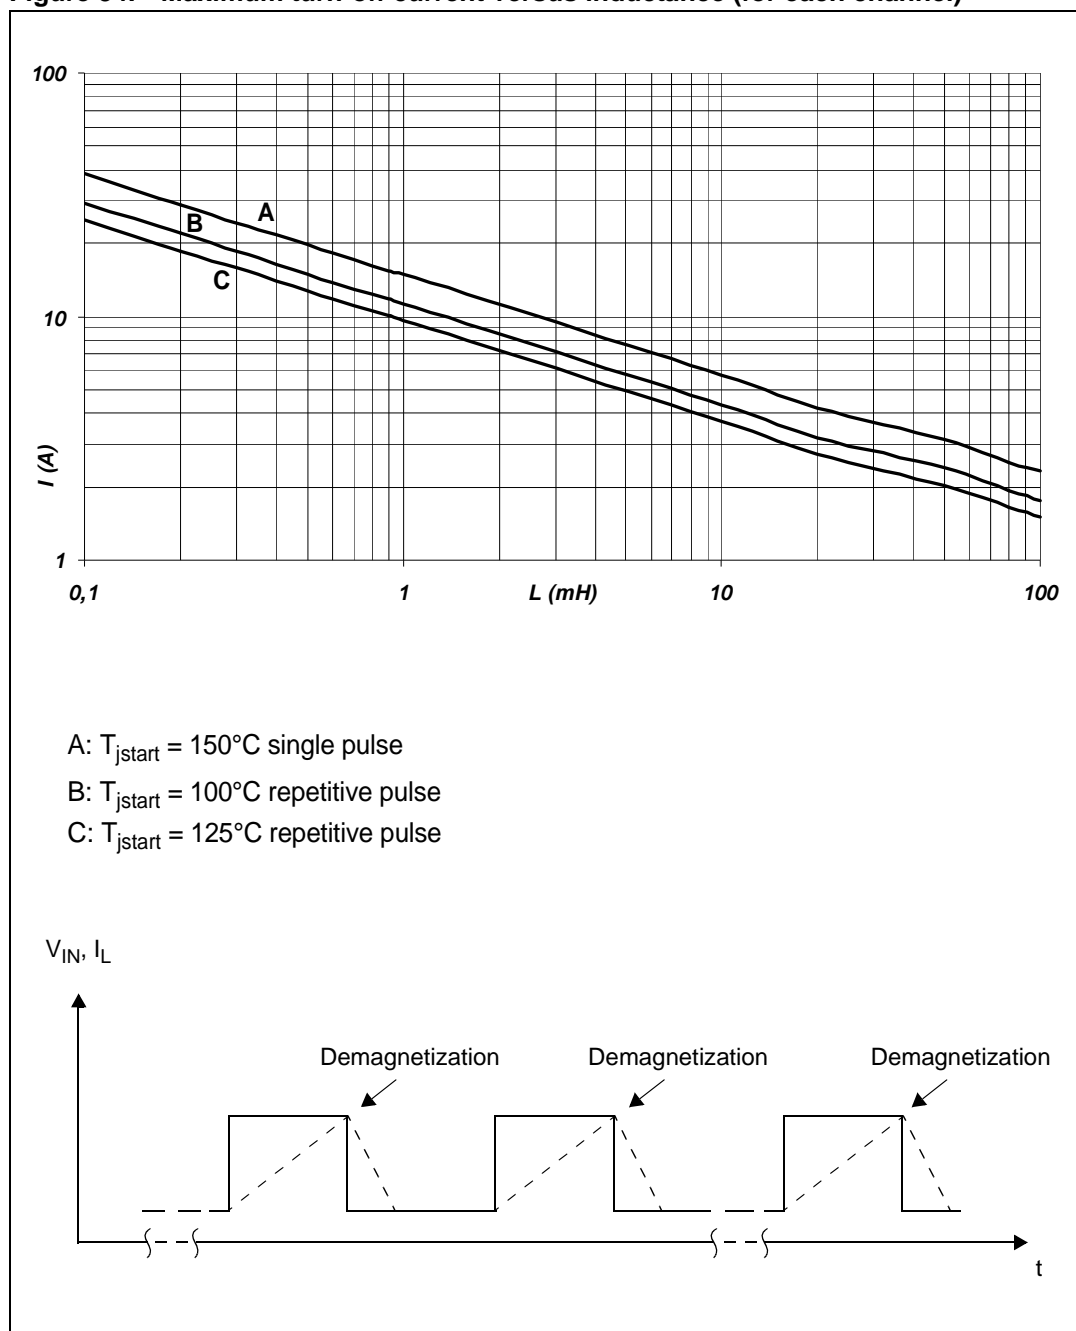 100
A
B
C
10
I (A)
1
0,1 1 L (mH) 10 100
A: Tjstart = 150°C single pulse
B: Tjstart = 100°C repetitive pulse
C: Tjstart = 125°C repetitive pulse
VIN, IL
Demagnetization Demagnetization Demagnetization
t